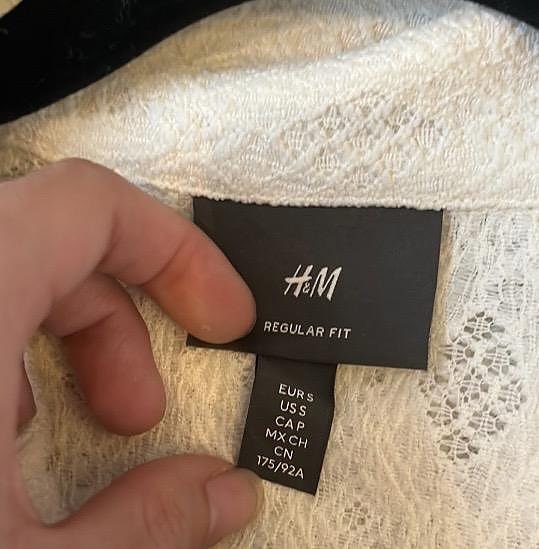 H&M
REGULAR FIT
EUR S
US S
CA P
MX CH
CN
175/92A